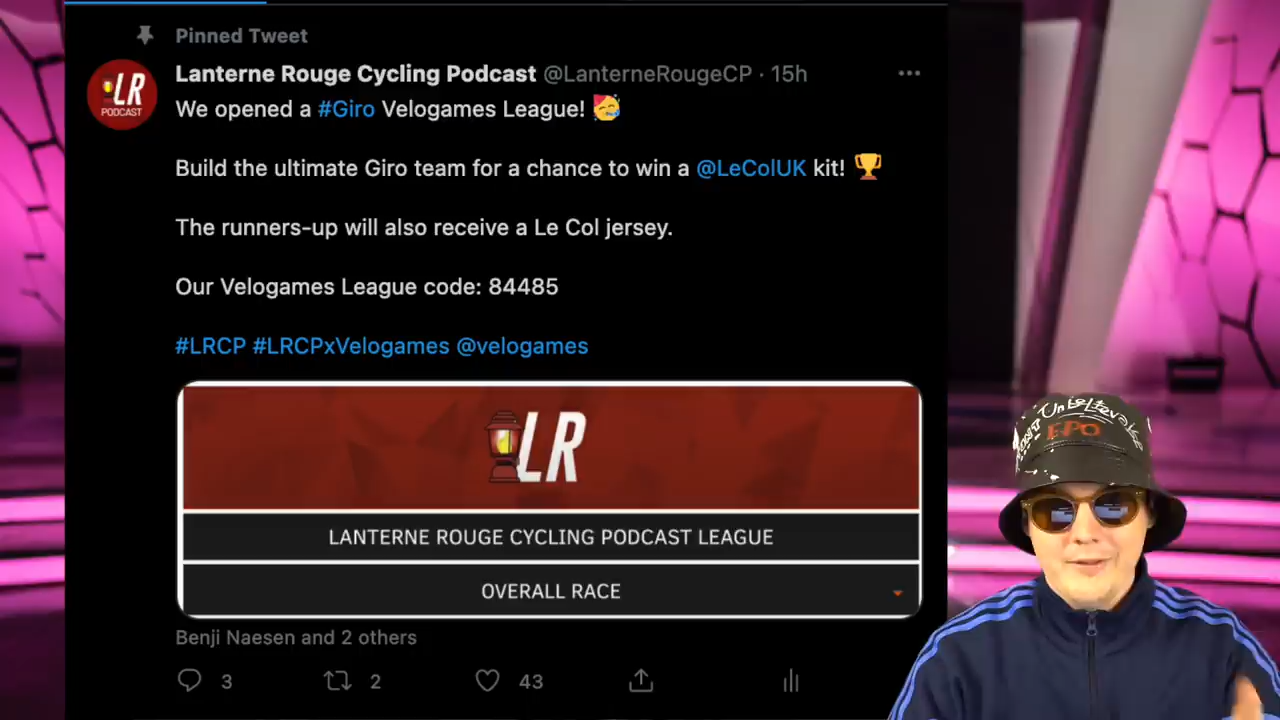 Pinned Tweet
Lanterne Rouge Cycling Podcast @LanterneRougeCP · 15h
We opened a #Giro Velogames League! 🥳
Build the ultimate Giro team for a chance to win a @LeColUK kit! 🏆
The runners-up will also receive a Le Col jersey.
Our Velogames League code: 84485
#LRCP #LRCPxVelogames @velogames
LR
PODCAST
LR
LANTERNE ROUGE CYCLING PODCAST LEAGUE
OVERALL RACE
Benji Naesen and 2 others
3 2 43
Unbelievable
EPO